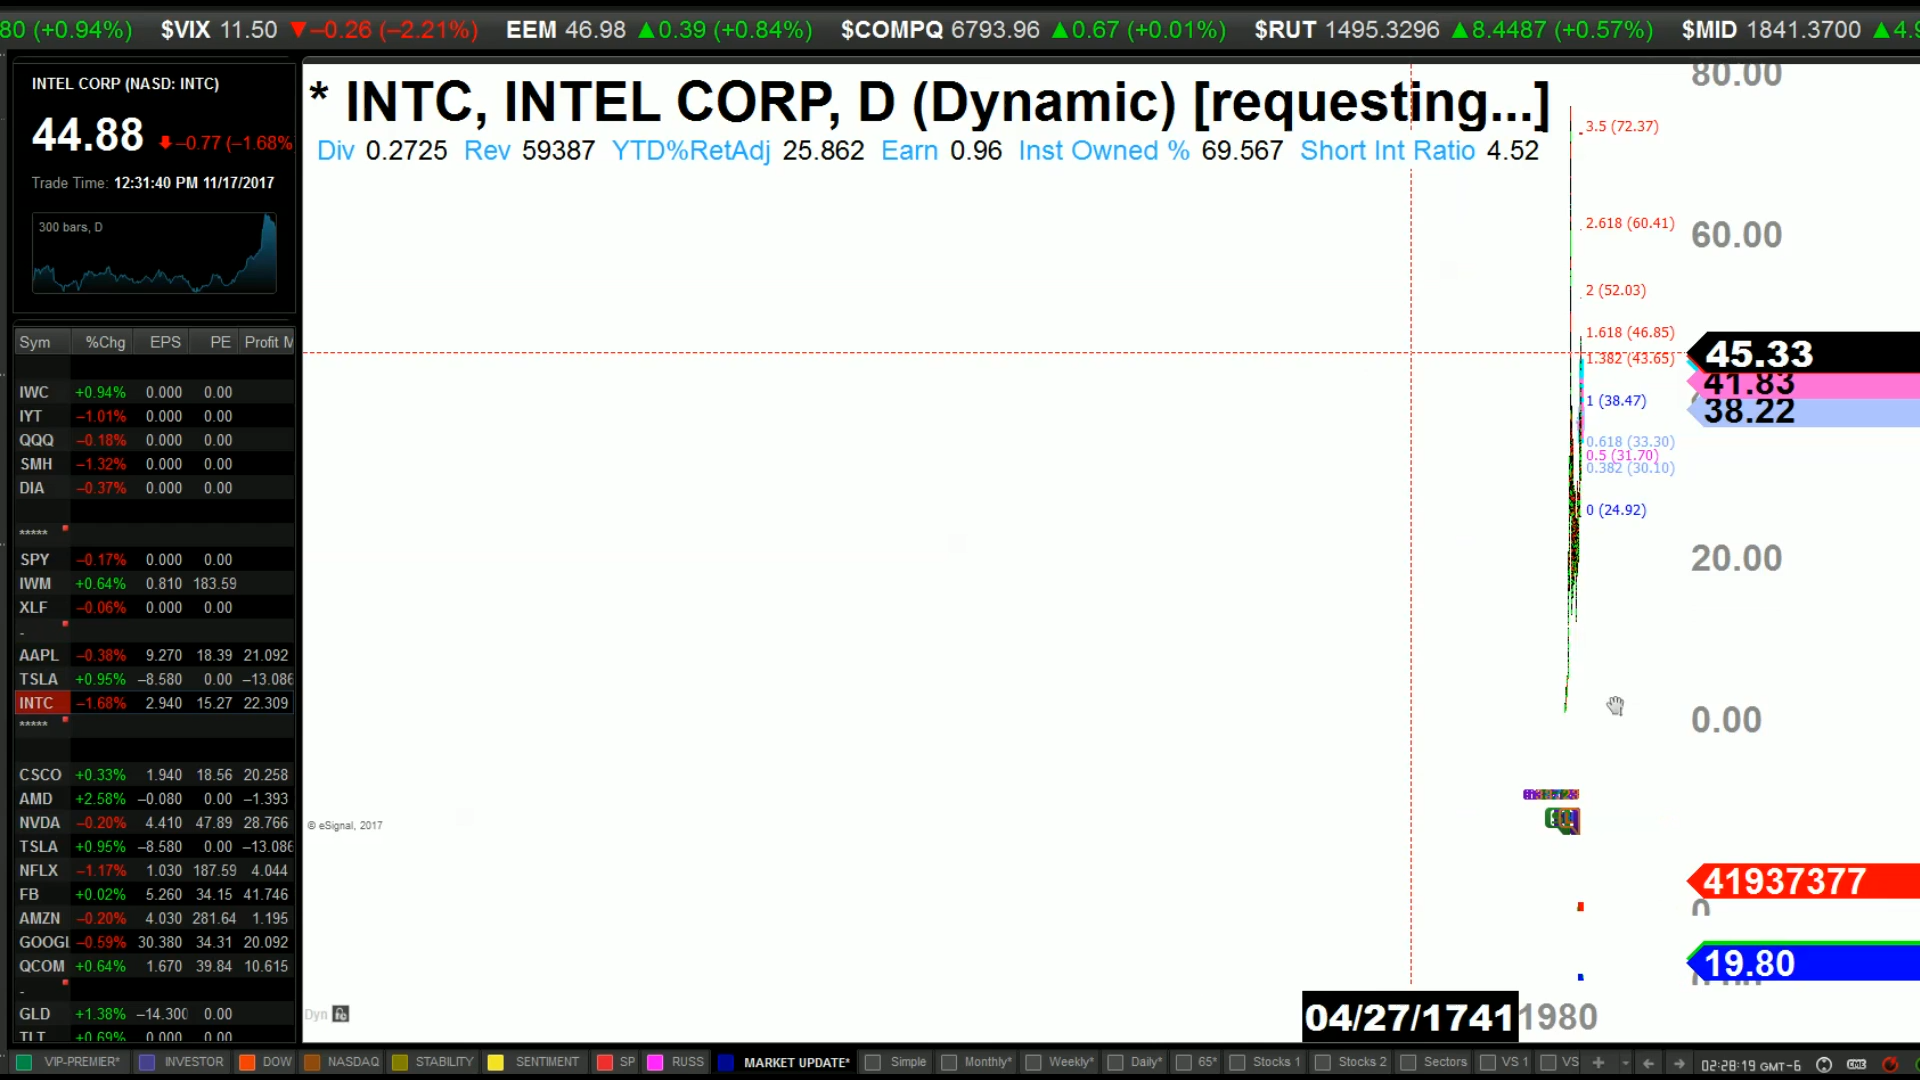 80 (+0.94%) $VIX 11.50 ▼–0.26 (–2.21%) EEM 46.98 ▲0.39 (+0.84%) $COMPQ 6793.96 ▲0.67 (+0.01%) $RUT 1495.3296 ▲8.4487 (+0.57%) $MID 1841.3700
INTEL CORP (NASD: INTC)
44.88 –0.77 (–1.68%
Trade Time: 12:31:40 PM 11/17/2017
300 bars, D
Sym %Chg EPS PE Profit M
IWC +0.94% 0.000 0.00
IYT –1.01% 0.000 0.00
QQQ –0.18% 0.000 0.00
SMH –1.32% 0.000 0.00
DIA –0.37% 0.000 0.00
*****
SPY –0.17% 0.000 0.00
IWM +0.64% 0.810 183.59
XLF –0.06% 0.000 0.00
-
AAPL –0.38% 9.270 18.39 21.092
TSLA +0.95% –8.580 0.00 –13.086
INTC –1.68% 2.940 15.27 22.309
*****
CSCO +0.33% 1.940 18.56 20.258
AMD +2.58% –0.080 0.00 –1.393
NVDA –0.20% 4.410 47.89 28.766
TSLA +0.95% –8.580 0.00 –13.086
NFLX –1.17% 1.030 187.59 4.044
FB +0.02% 5.260 34.15 41.746
AMZN –0.20% 4.030 281.64 1.195
GOOGL –0.59% 30.380 34.31 20.092
QCOM +0.64% 1.670 39.84 10.615
-
GLD +1.38% –14.300 0.00
TLT +0.69% 0.000 0.00
* INTC, INTEL CORP, D (Dynamic) [requesting...]
Div 0.2725 Rev 59387 YTD%RetAdj 25.862 Earn 0.96 Inst Owned % 69.567 Short Int Ratio 4.52
3.5 (72.37)
2.618 (60.41)
2 (52.03)
1.618 (46.85)
1.382 (43.65)
1 (38.47)
0.618 (33.30)
0.5 (31.70)
0.382 (30.10)
0 (24.92)
80.00
60.00
45.33
41.83
38.22
20.00
0.00
41937377
0
19.80
© eSignal, 2017
Dyn
04/27/1741 1980
VIP-PREMIER* INVESTOR DOW NASDAQ STABILITY SENTIMENT SP RUSS MARKET UPDATE* Simple Monthly* Weekly* Daily* 65* Stocks 1 Stocks 2 Sectors VS 1 VS + 02:28:19 GMT-6 CME